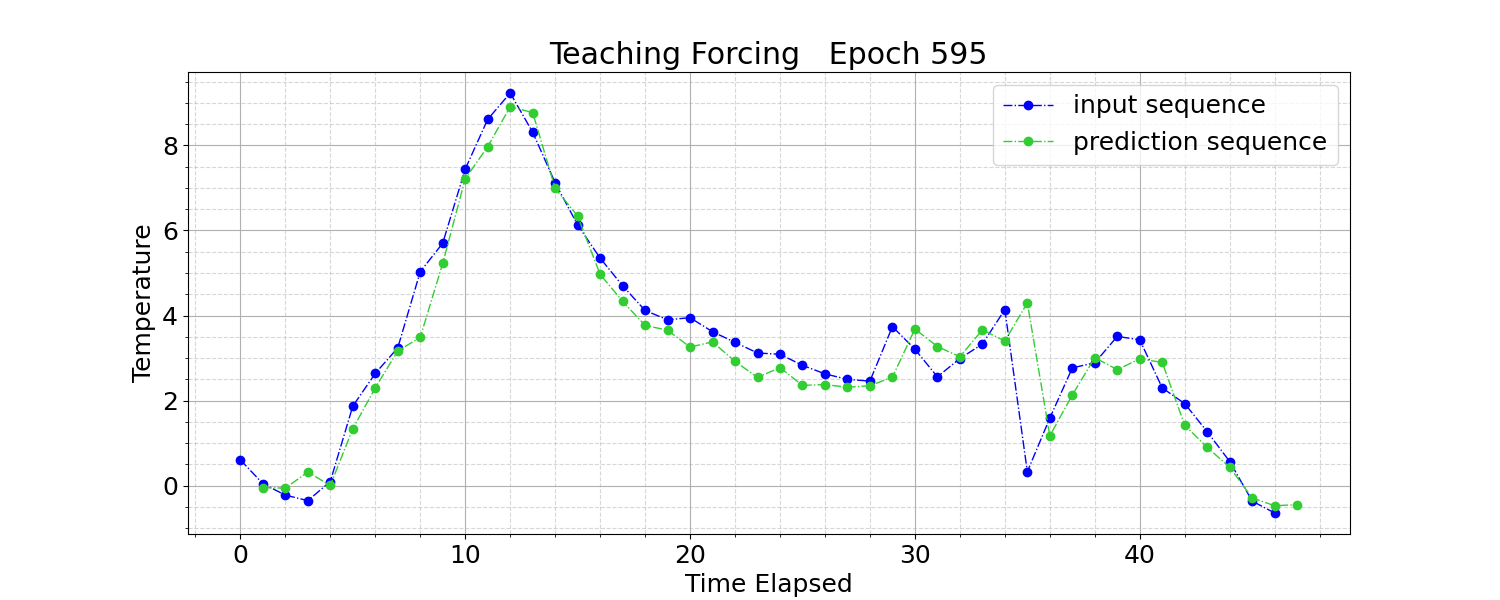 Teaching Forcing   Epoch 595
input sequence
prediction sequence
Temperature
8
6
4
2
0
0 10 20 30 40
Time Elapsed